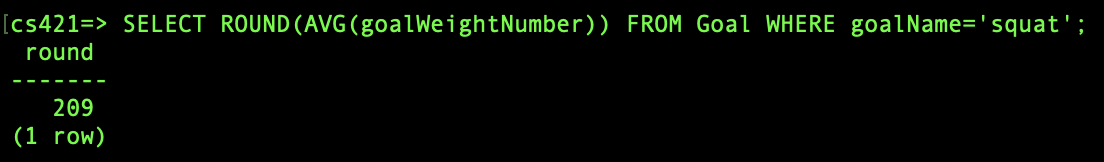 [cs421=> SELECT ROUND(AVG(goalWeightNumber)) FROM Goal WHERE goalName='squat';
 round
-------
   209
(1 row)